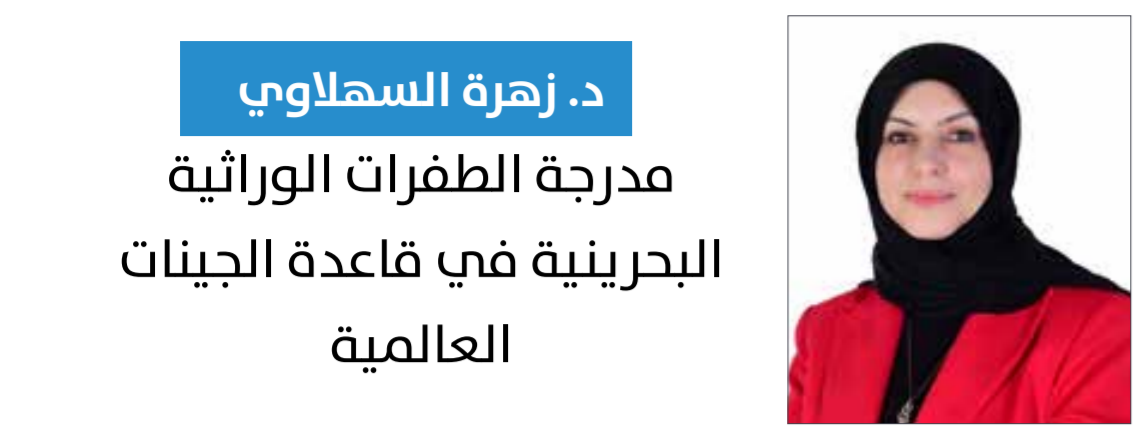 د. زهرة السهلاوي
مدرجة الطفرات الوراثية
البحرينية في قاعدة الجينات
العالمية